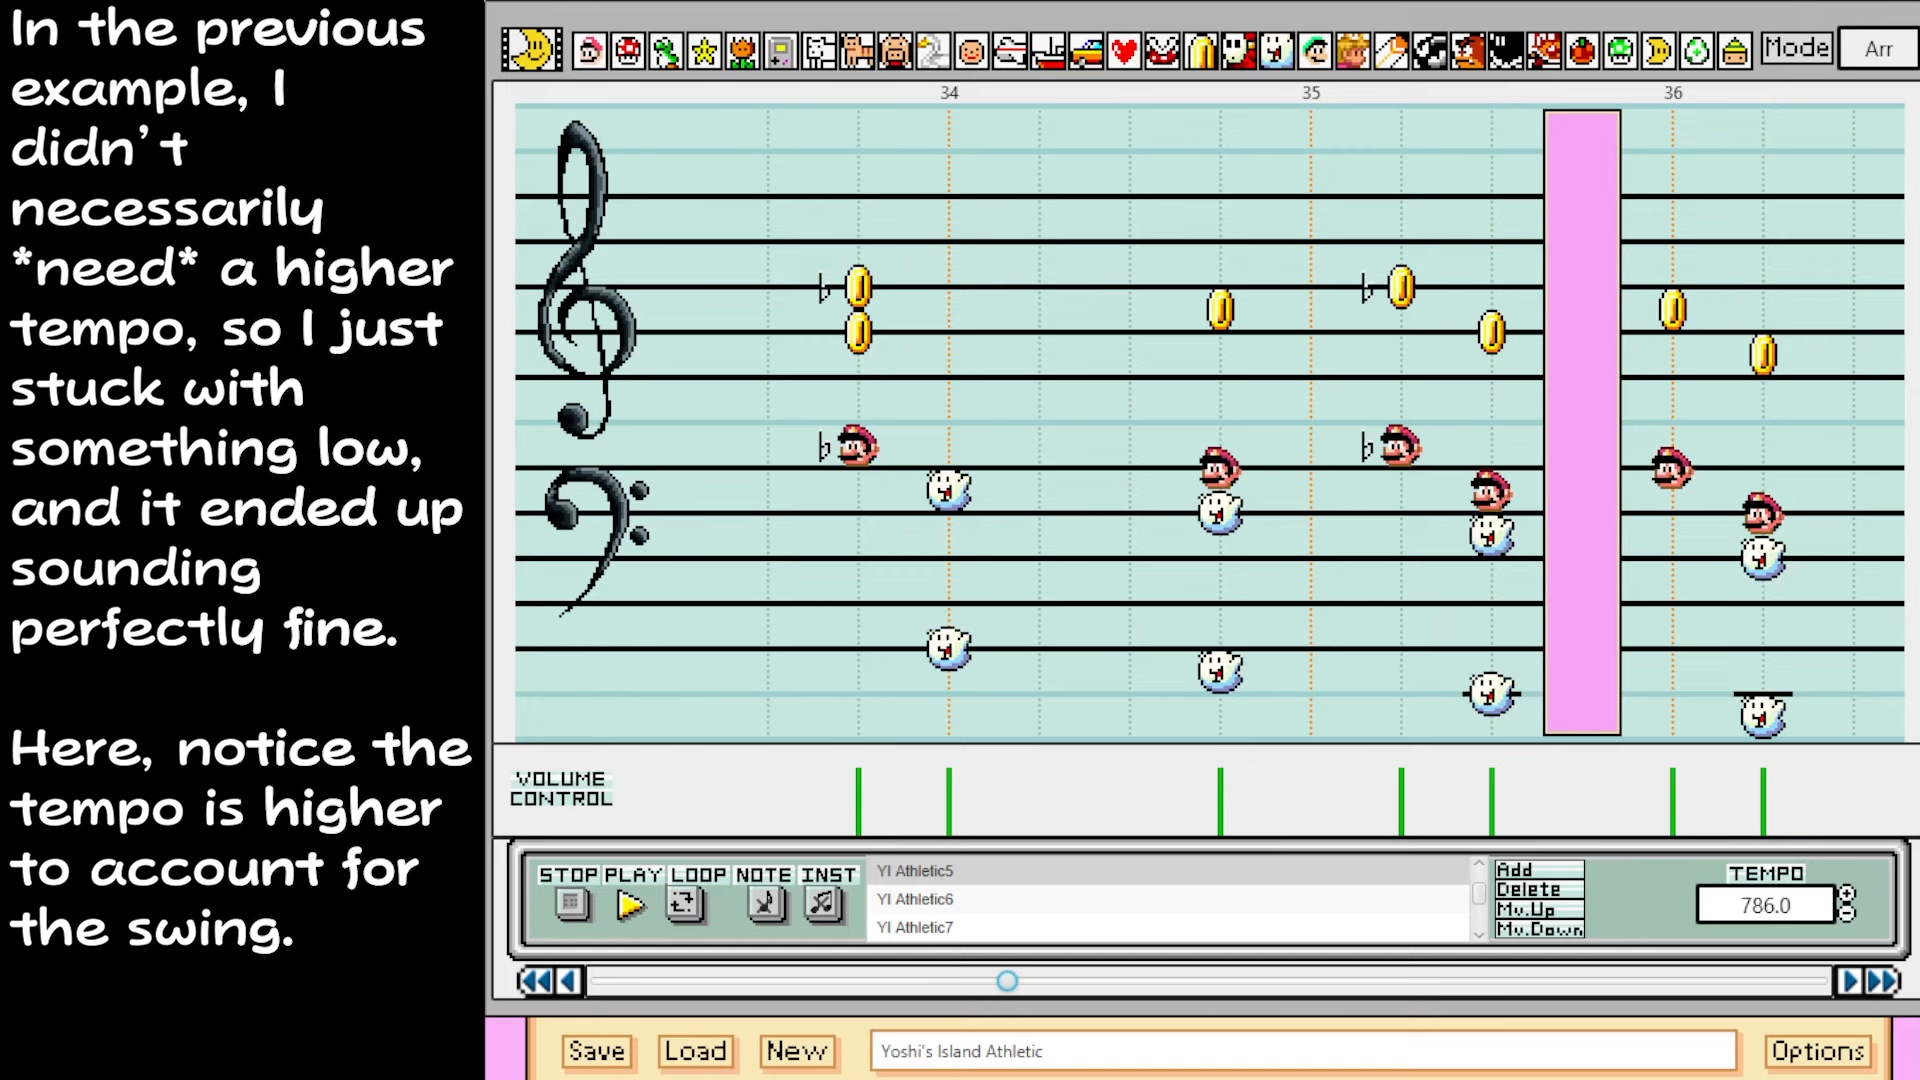 In the previous
example, I
didn't
necessarily
*need* a higher
tempo, so I just
stuck with
something low,
and it ended up
sounding
perfectly fine.
Here, notice the
tempo is higher
to account for
the swing.
Mode Arr
34 35 36
VOLUME
CONTROL
STOP PLAY LOOP NOTE INST
YI Athletic5
YI Athletic6
YI Athletic7
Add
Delete
Mv.Up
Mv.Down
TEMPO
786.0
Save Load New Yoshi's Island Athletic Options